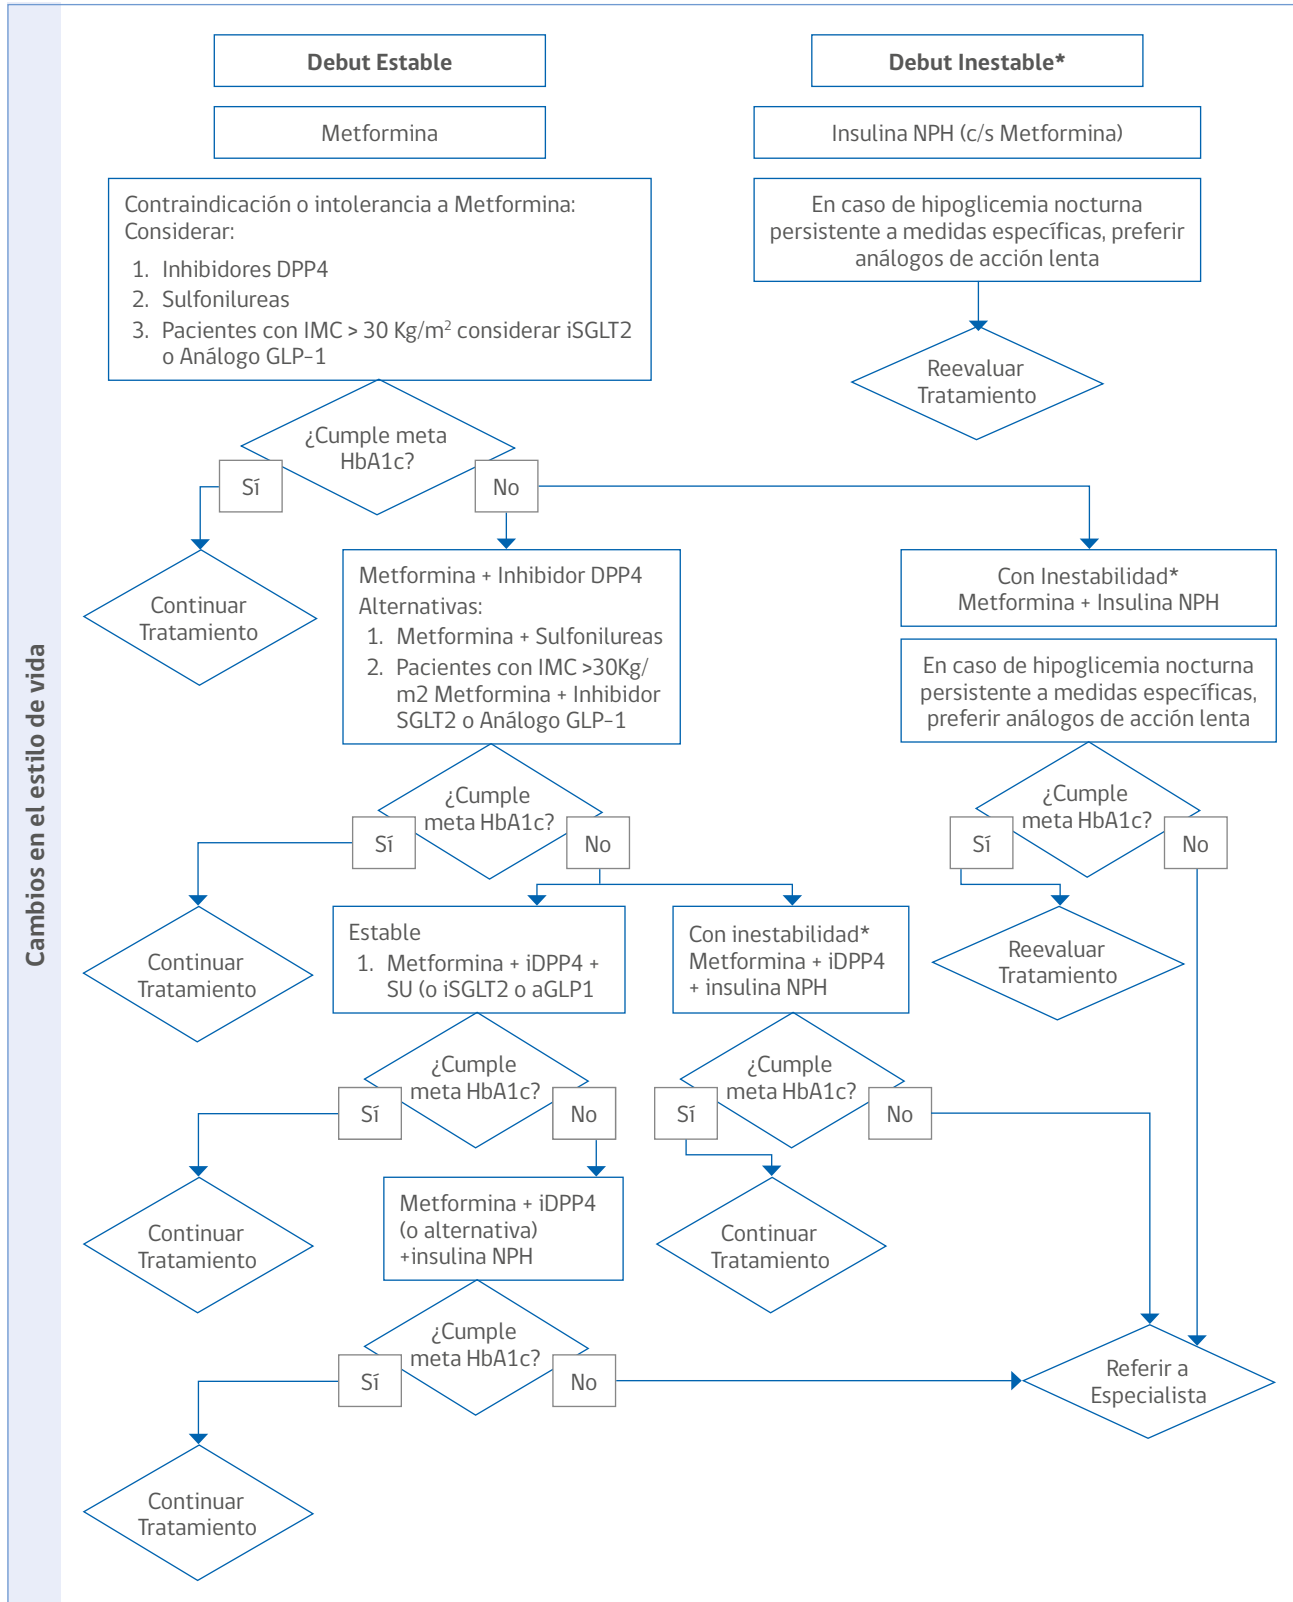 Cambios en el estilo de vida
Debut Estable
Debut Inestable*
Metformina
Insulina NPH (c/s Metformina)
Contraindicación o intolerancia a Metformina:
Considerar:
1. Inhibidores DPP4
2. Sulfonilureas
3. Pacientes con IMC > 30 Kg/m² considerar iSGLT2
o Análogo GLP-1
En caso de hipoglicemia nocturna
persistente a medidas específicas, preferir
análogos de acción lenta
Reevaluar
Tratamiento
¿Cumple meta
HbA1c?
Sí
No
Continuar
Tratamiento
Metformina + Inhibidor DPP4
Alternativas:
1. Metformina + Sulfonilureas
2. Pacientes con IMC >30Kg/
m2 Metformina + Inhibidor
SGLT2 o Análogo GLP-1
Con Inestabilidad*
Metformina + Insulina NPH
En caso de hipoglicemia nocturna
persistente a medidas específicas,
preferir análogos de acción lenta
¿Cumple
meta HbA1c?
Sí
No
¿Cumple
meta HbA1c?
Sí
No
Continuar
Tratamiento
Estable
1. Metformina + iDPP4 +
SU (o iSGLT2 o aGLP1
Con inestabilidad*
Metformina + iDPP4
+ insulina NPH
Reevaluar
Tratamiento
¿Cumple
meta HbA1c?
Sí
No
¿Cumple
meta HbA1c?
Sí
No
Continuar
Tratamiento
Metformina + iDPP4
(o alternativa)
+insulina NPH
Continuar
Tratamiento
¿Cumple
meta HbA1c?
Sí
No
Referir a
Especialista
Continuar
Tratamiento